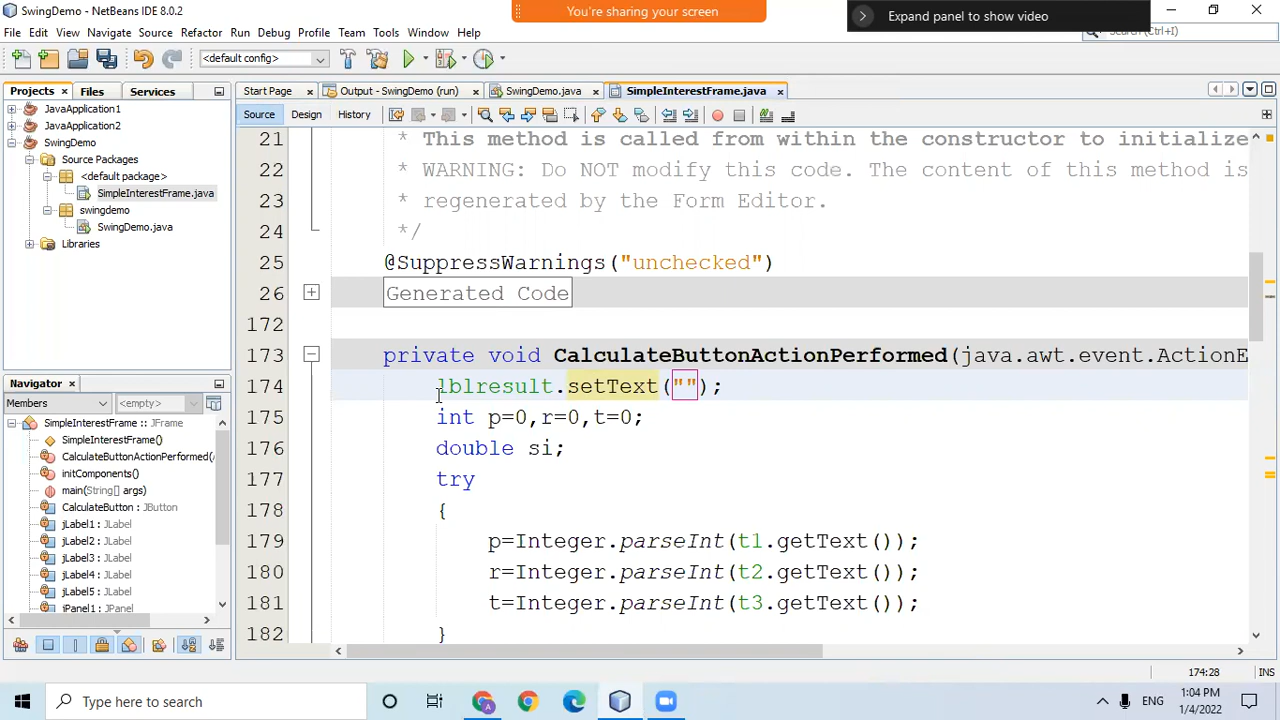 SwingDemo - NetBeans IDE 8.0.2
You're sharing your screen
Expand panel to show video
File Edit View Navigate Source Refactor Run Debug Profile Team Tools Window Help
Search (Ctrl+I)
<default config>
Projects Files Services
Start Page Output - SwingDemo (run) SwingDemo.java SimpleInterestFrame.java
Source Design History
JavaApplication1
JavaApplication2
SwingDemo
Source Packages
<default package>
SimpleInterestFrame.java
swingdemo
SwingDemo.java
Libraries
Navigator
Members <empty>
SimpleInterestFrame :: JFrame
SimpleInterestFrame()
CalculateButtonActionPerformed(
initComponents()
main(String[] args)
CalculateButton : JButton
jLabel1 : JLabel
jLabel2 : JLabel
jLabel3 : JLabel
jLabel4 : JLabel
jLabel5 : JLabel
jPanel1 : JPanel
21 * This method is called from within the constructor to initialize
22 * WARNING: Do NOT modify this code. The content of this method is
23 * regenerated by the Form Editor.
24 */
25 @SuppressWarnings("unchecked")
26 Generated Code
172
173 private void CalculateButtonActionPerformed(java.awt.event.ActionE
174 lblresult.setText("");
175 int p=0,r=0,t=0;
176 double si;
177 try
178 {
179 p=Integer.parseInt(t1.getText());
180 r=Integer.parseInt(t2.getText());
181 t=Integer.parseInt(t3.getText());
182 }
174:28 INS
Type here to search
ENG
1:04 PM
1/4/2022